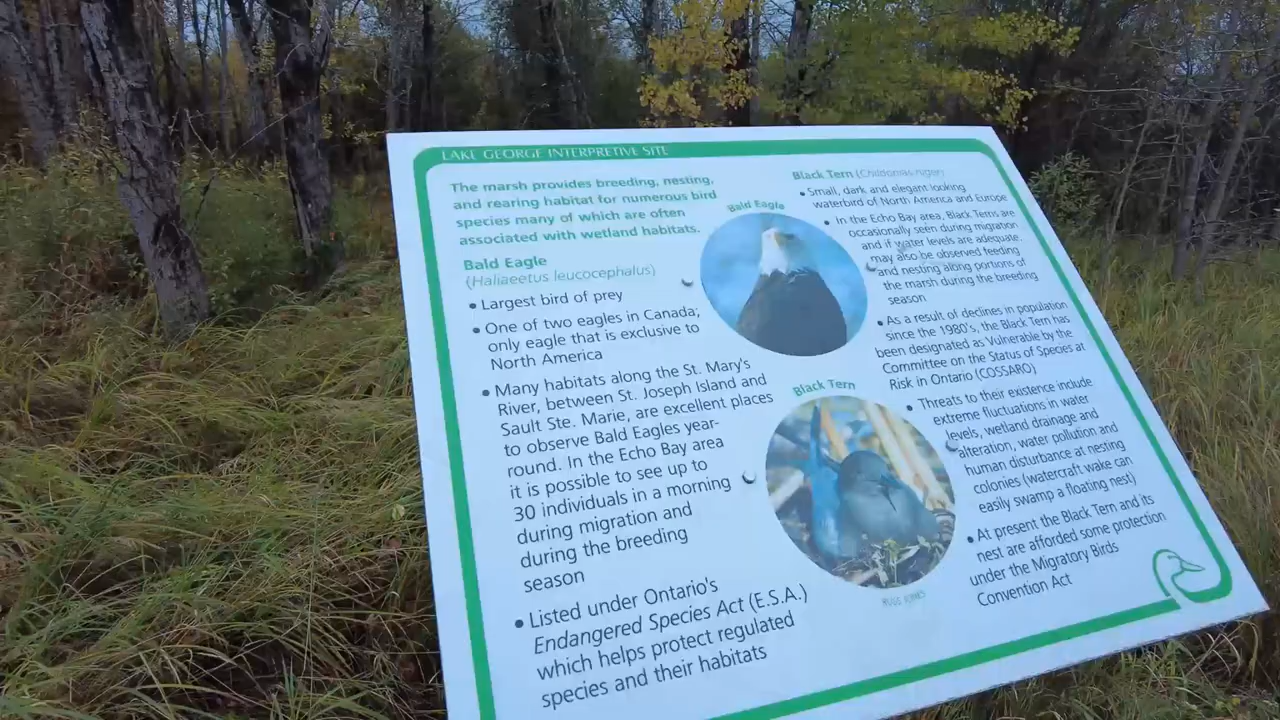 LAKE GEORGE INTERPRETIVE SITE
The marsh provides breeding, nesting,
and rearing habitat for numerous bird
species many of which are often
associated with wetland habitats.
Bald Eagle
(Haliaeetus leucocephalus)
• Largest bird of prey
• One of two eagles in Canada;
only eagle that is exclusive to
North America
• Many habitats along the St. Mary's
River, between St. Joseph Island and
Sault Ste. Marie, are excellent places
to observe Bald Eagles year-
round. In the Echo Bay area
it is possible to see up to
30 individuals in a morning
during migration and
during the breeding
season
• Listed under Ontario's
Endangered Species Act (E.S.A.)
which helps protect regulated
species and their habitats
Bald Eagle
Black Tern
RUSS JONES
Black Tern (Childonias niger)
• Small, dark and elegant looking
waterbird of North America and Europe
• In the Echo Bay area, Black Terns are
occasionally seen during migration
and if water levels are adequate
may also be observed feeding
and nesting along portions of
the marsh during the breeding
season
• As a result of declines in population
since the 1980's, the Black Tern has
been designated as Vulnerable by the
Committee on the Status of Species at
Risk in Ontario (COSSARO)
• Threats to their existence include
extreme fluctuations in water
levels, wetland drainage and
alteration, water pollution and
human disturbance at nesting
colonies (watercraft wake can
easily swamp a floating nest)
• At present the Black Tern and its
nest are afforded some protection
under the Migratory Birds
Convention Act